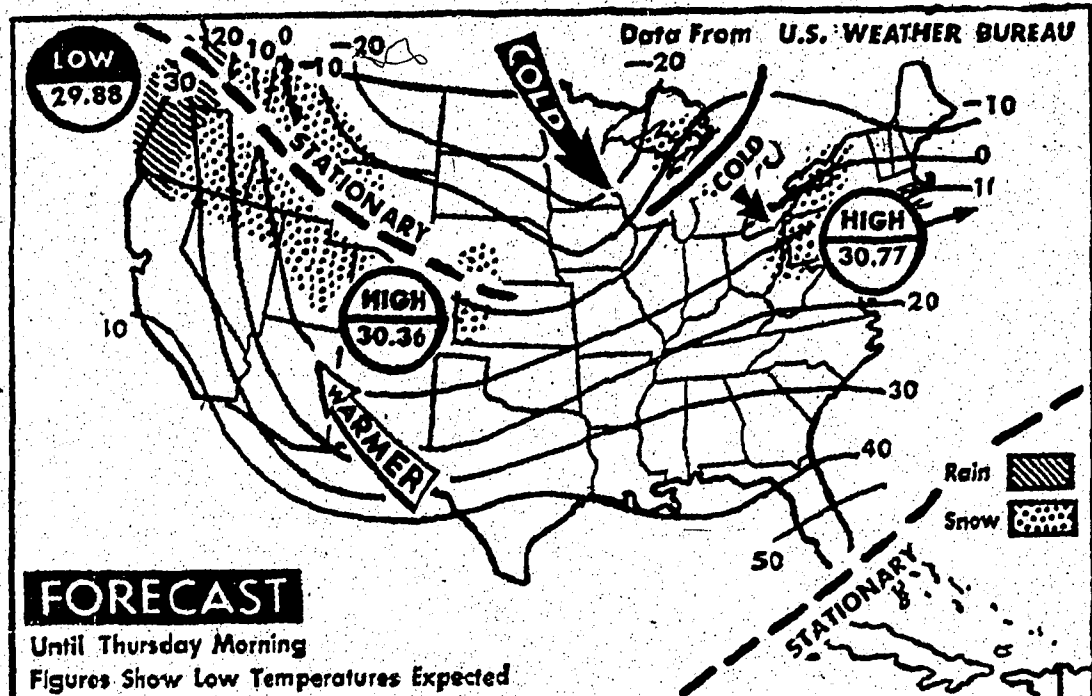 Data From U.S. WEATHER BUREAU
LOW
29.88
20 10 0
-20
-10
30
-20
COLD
-10
COLD
0
STATIONARY
HIGH
30.77
HIGH
30.36
20
10
30
WARMER
40
Rain
Snow
50
STATIONARY
FORECAST
Until Thursday Morning
Figures Show Low Temperatures Expected